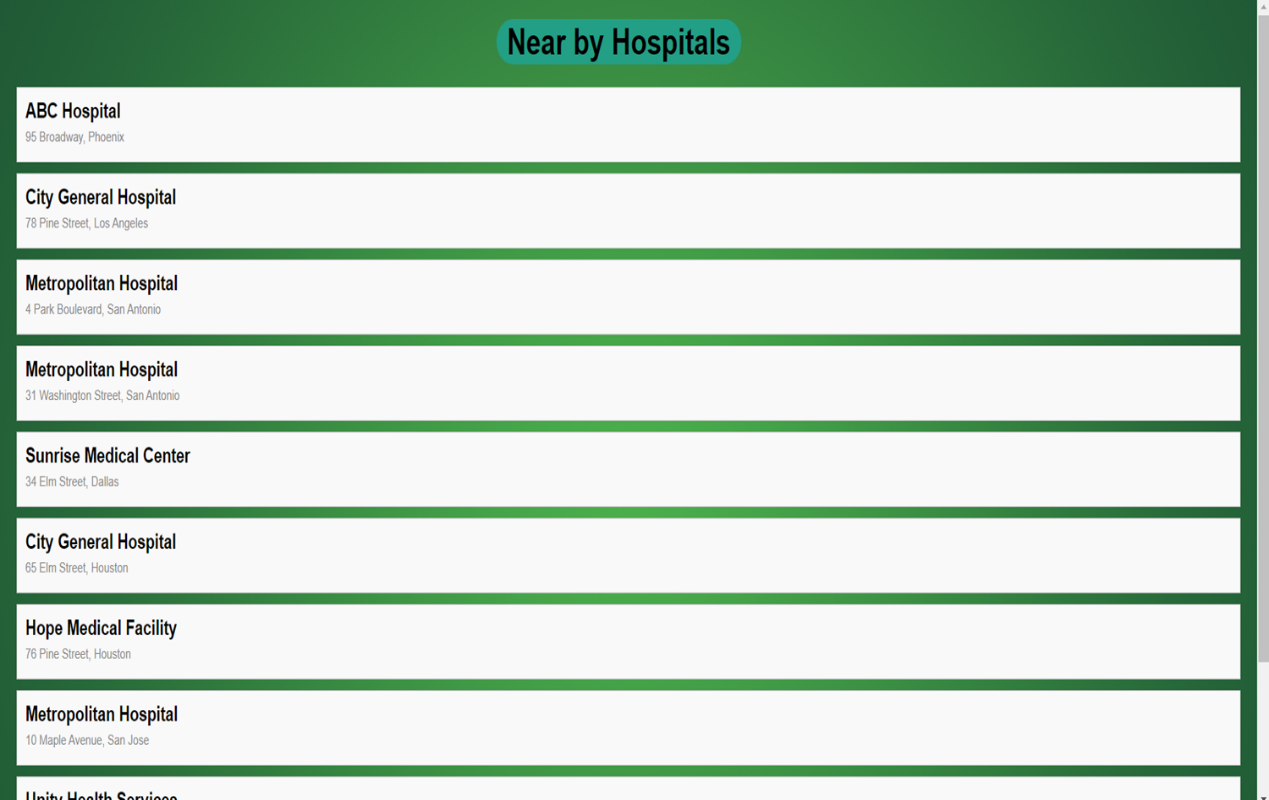 Near by Hospitals
ABC Hospital
95 Broadway, Phoenix
City General Hospital
78 Pine Street, Los Angeles
Metropolitan Hospital
4 Park Boulevard, San Antonio
Metropolitan Hospital
31 Washington Street, San Antonio
Sunrise Medical Center
34 Elm Street, Dallas
City General Hospital
65 Elm Street, Houston
Hope Medical Facility
76 Pine Street, Houston
Metropolitan Hospital
10 Maple Avenue, San Jose
Unity Health Services